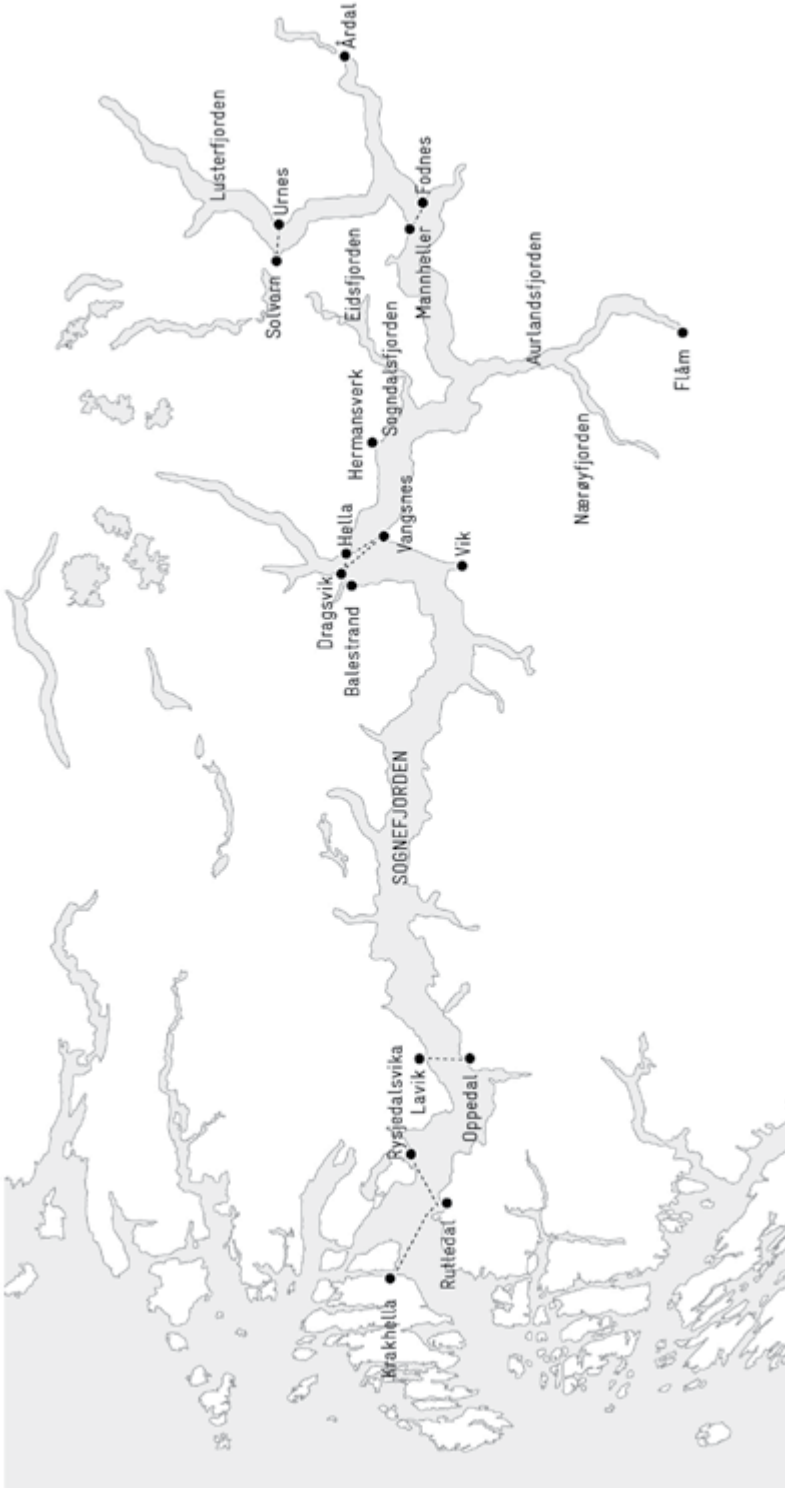 Lusterfjorden
Årdal
Urnes
Solvorn
Fodnes
Mannheller
Eidsfjorden
Sogndalsfjorden
Hermansverk
Aurlandsfjorden
Flåm
Nærøyfjorden
Hella
Vangsnes
Dragsvik
Balestrand
Vik
SOGNEFJORDEN
Rysjedalsvika
Lavik
Oppedal
Rutledal
Krakhella